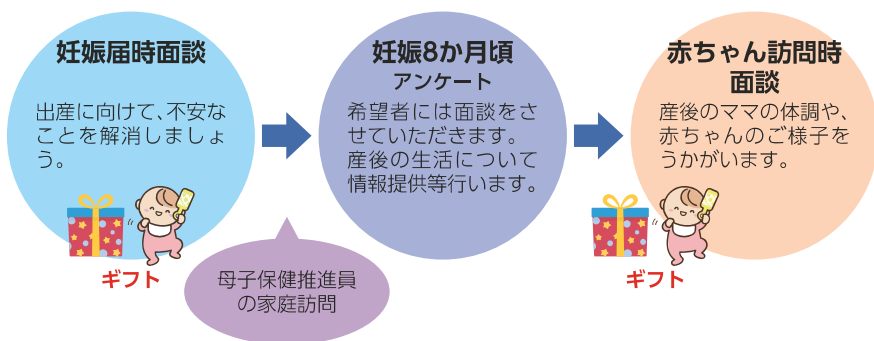 妊娠届時面談
出産に向けて、不安な
ことを解消しましょ
う。
ギフト
母子保健推進員
の家庭訪問
妊娠8か月頃
アンケート
希望者には面談をさ
せていただきます。
産後の生活について
情報提供等行います。
赤ちゃん訪問時
面談
産後のママの体調や、
赤ちゃんのご様子を
うかがいます。
ギフト